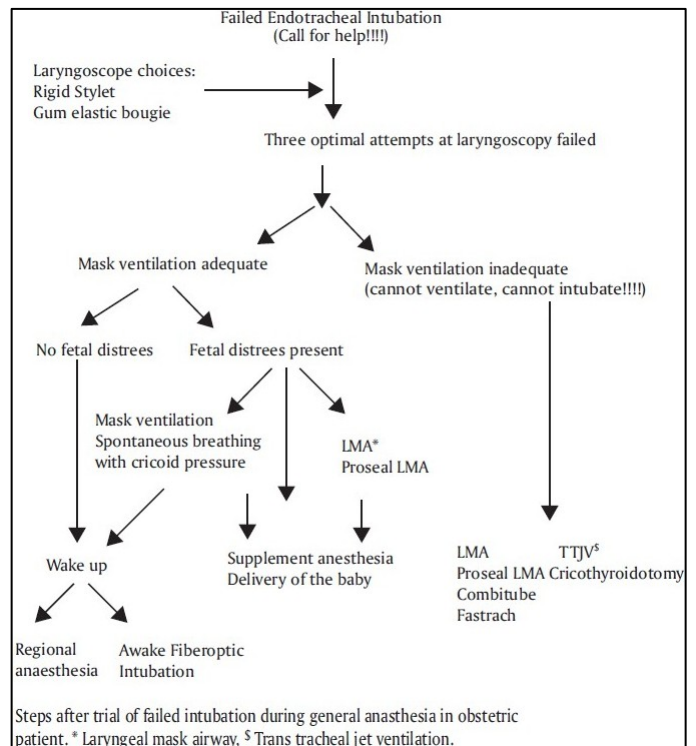 Failed Endotracheal Intubation
(Call for help!!!!)
Laryngoscope choices:
Rigid Stylet
Gum elastic bougie
Three optimal attempts at laryngoscopy failed
Mask ventilation adequate
Mask ventilation inadequate
(cannot ventilate, cannot intubate!!!!)
No fetal distrees
Fetal distrees present
Mask ventilation
Spontaneous breathing
with cricoid pressure
LMA*
Proseal LMA
Wake up
Supplement anesthesia
Delivery of the baby
LMA TTJV$
Proseal LMA Cricothyroidotomy
Combitube
Fastrach
Regional
anaesthesia
Awake Fiberoptic
Intubation
Steps after trial of failed intubation during general anasthesia in obstetric
patient. * Laryngeal mask airway, $ Trans tracheal jet ventilation.